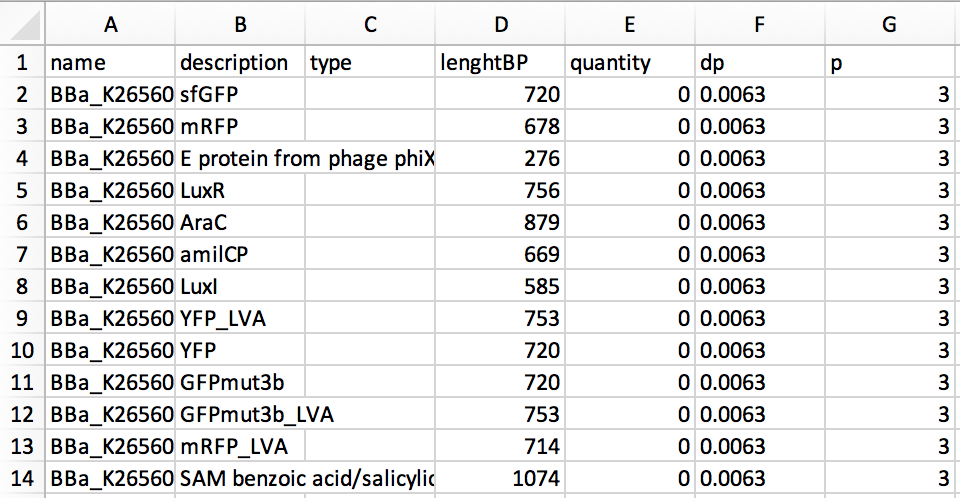 A B C D E F G
1 name description type lenghtBP quantity dp p
2 BBa_K26560 sfGFP 720 0 0.0063 3
3 BBa_K26560 mRFP 678 0 0.0063 3
4 BBa_K26560 E protein from phage phiX 276 0 0.0063 3
5 BBa_K26560 LuxR 756 0 0.0063 3
6 BBa_K26560 AraC 879 0 0.0063 3
7 BBa_K26560 amilCP 669 0 0.0063 3
8 BBa_K26560 LuxI 585 0 0.0063 3
9 BBa_K26560 YFP_LVA 753 0 0.0063 3
10 BBa_K26560 YFP 720 0 0.0063 3
11 BBa_K26560 GFPmut3b 720 0 0.0063 3
12 BBa_K26560 GFPmut3b_LVA 753 0 0.0063 3
13 BBa_K26560 mRFP_LVA 714 0 0.0063 3
14 BBa_K26560 SAM benzoic acid/salicylic 1074 0 0.0063 3